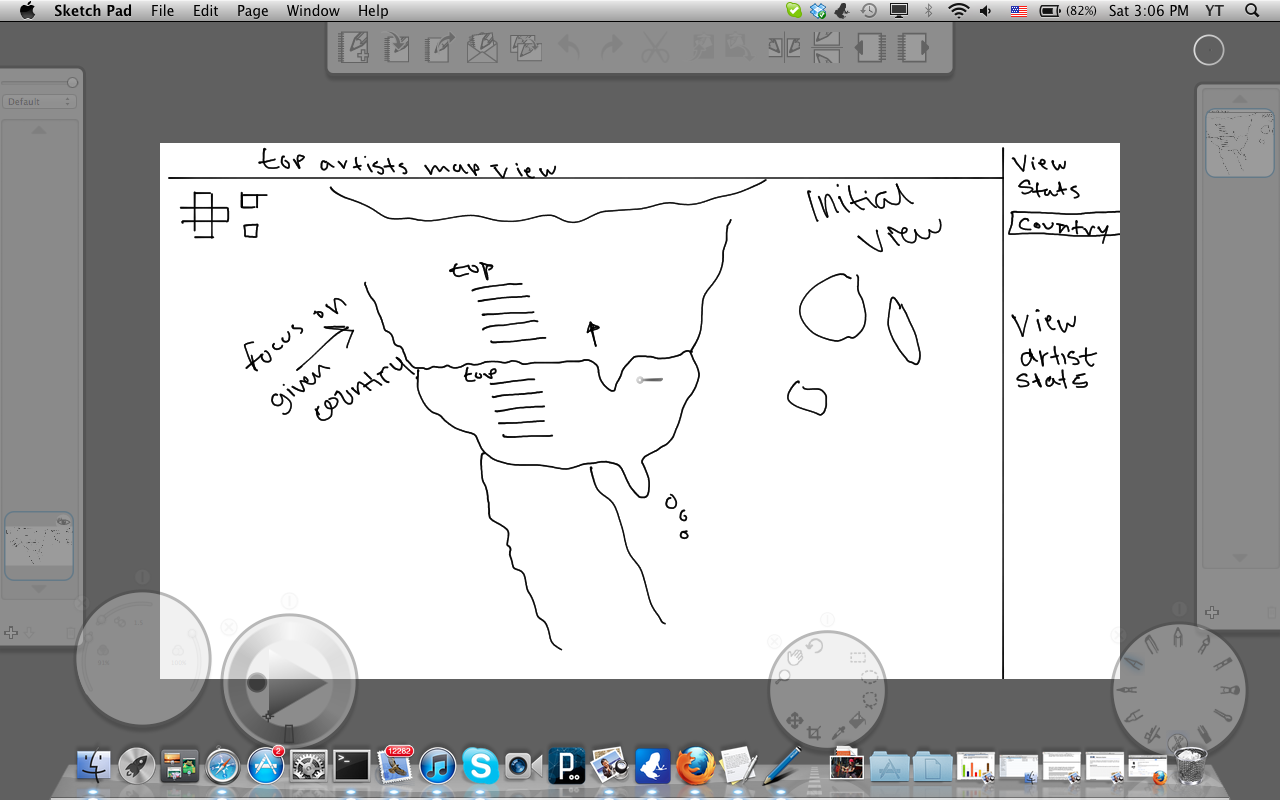 Sketch Pad File Edit Page Window Help (82%) Sat 3:06 PM YT
Default
top artists map view
View
Stats
Country
Initial
View
top
Focus on
given
country
top
View
artist
stats
2
12282